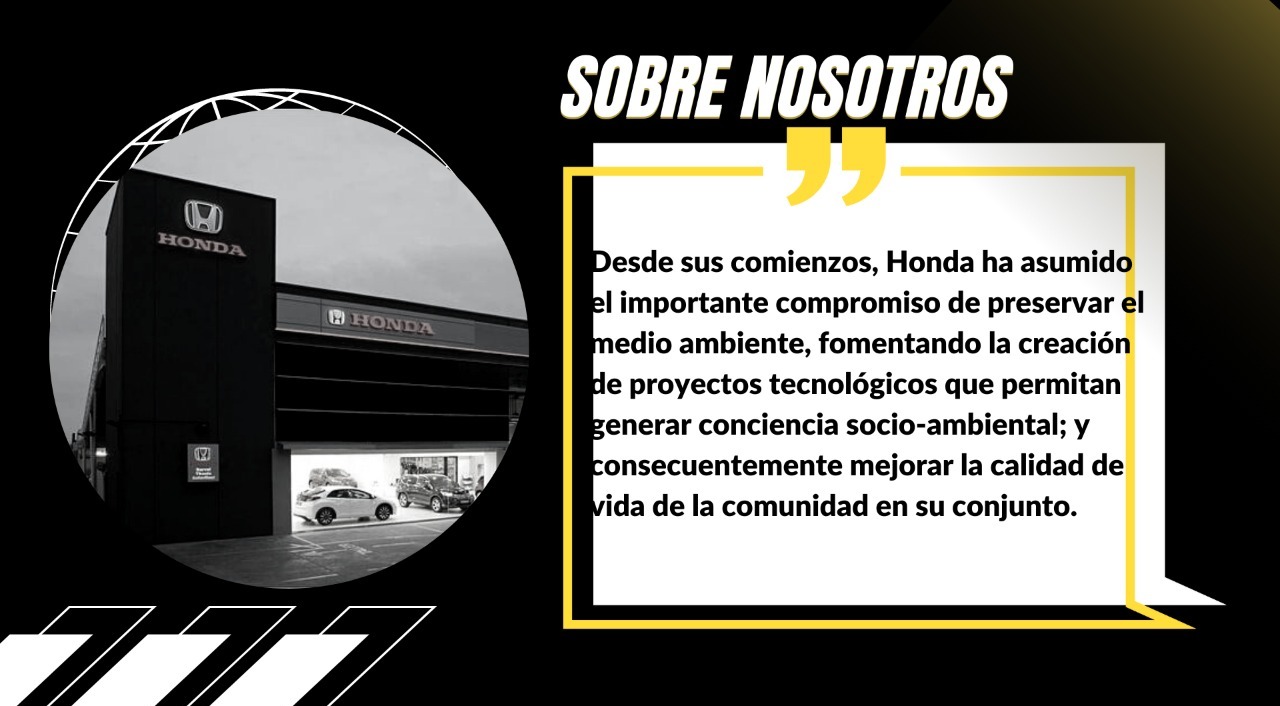 SOBRE NOSOTROS
HONDA
HONDA
Desde sus comienzos, Honda ha asumido
el importante compromiso de preservar el
medio ambiente, fomentando la creación
de proyectos tecnológicos que permitan
generar conciencia socio-ambiental; y
consecuentemente mejorar la calidad de
vida de la comunidad en su conjunto.